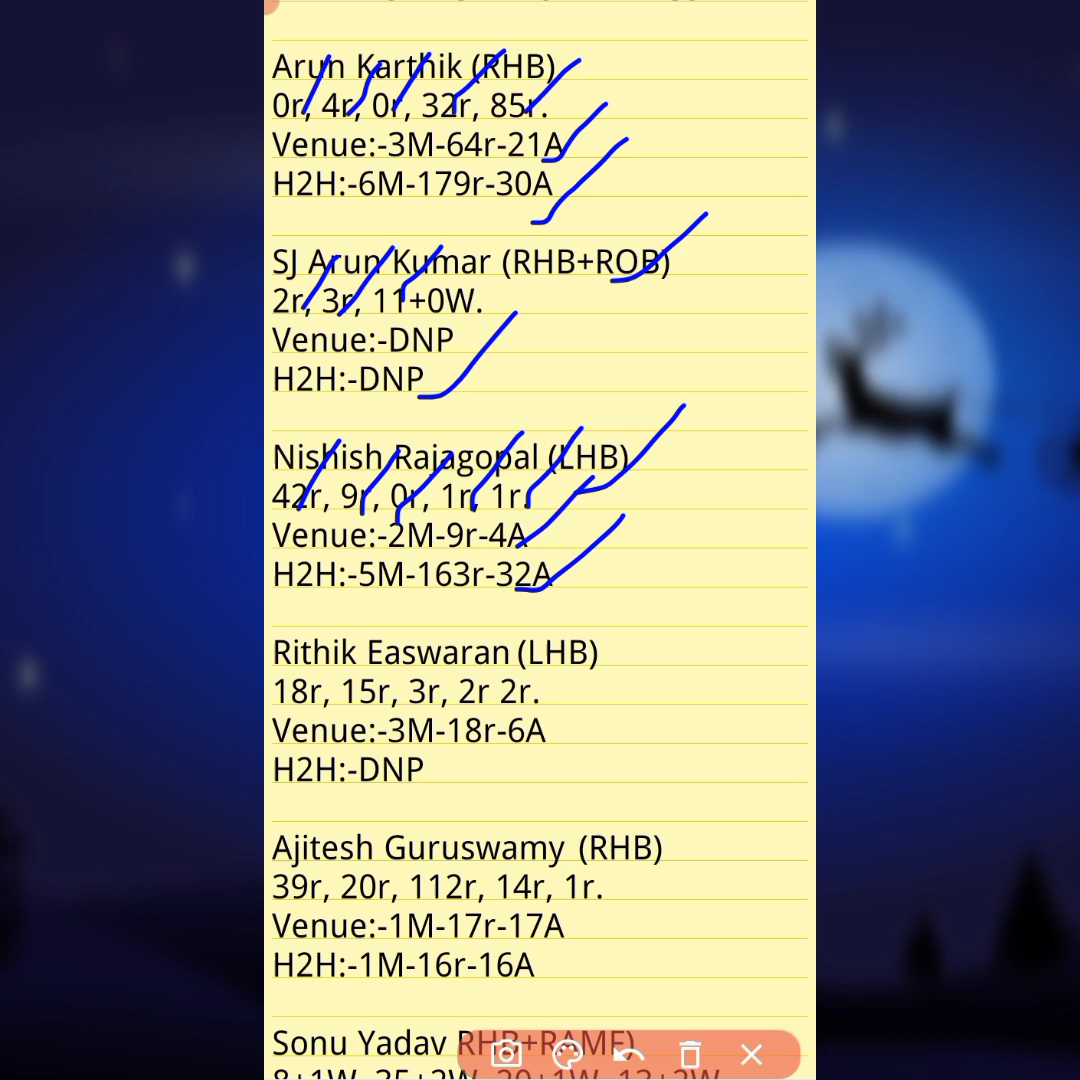 Arun Karthik (RHB)
0r, 4r, 0r, 32r, 85r.
Venue:-3M-64r-21A
H2H:-6M-179r-30A
SJ Arun Kumar (RHB+ROB)
2r, 3r, 11+0W.
Venue:-DNP
H2H:-DNP
Nishish Rajagopal (LHB)
42r, 9r, 0r, 1r, 1r.
Venue:-2M-9r-4A
H2H:-5M-163r-32A
Rithik Easwaran (LHB)
18r, 15r, 3r, 2r 2r.
Venue:-3M-18r-6A
H2H:-DNP
Ajitesh Guruswamy (RHB)
39r, 20r, 112r, 14r, 1r.
Venue:-1M-17r-17A
H2H:-1M-16r-16A
Sonu Yadav RHB+RAMF)